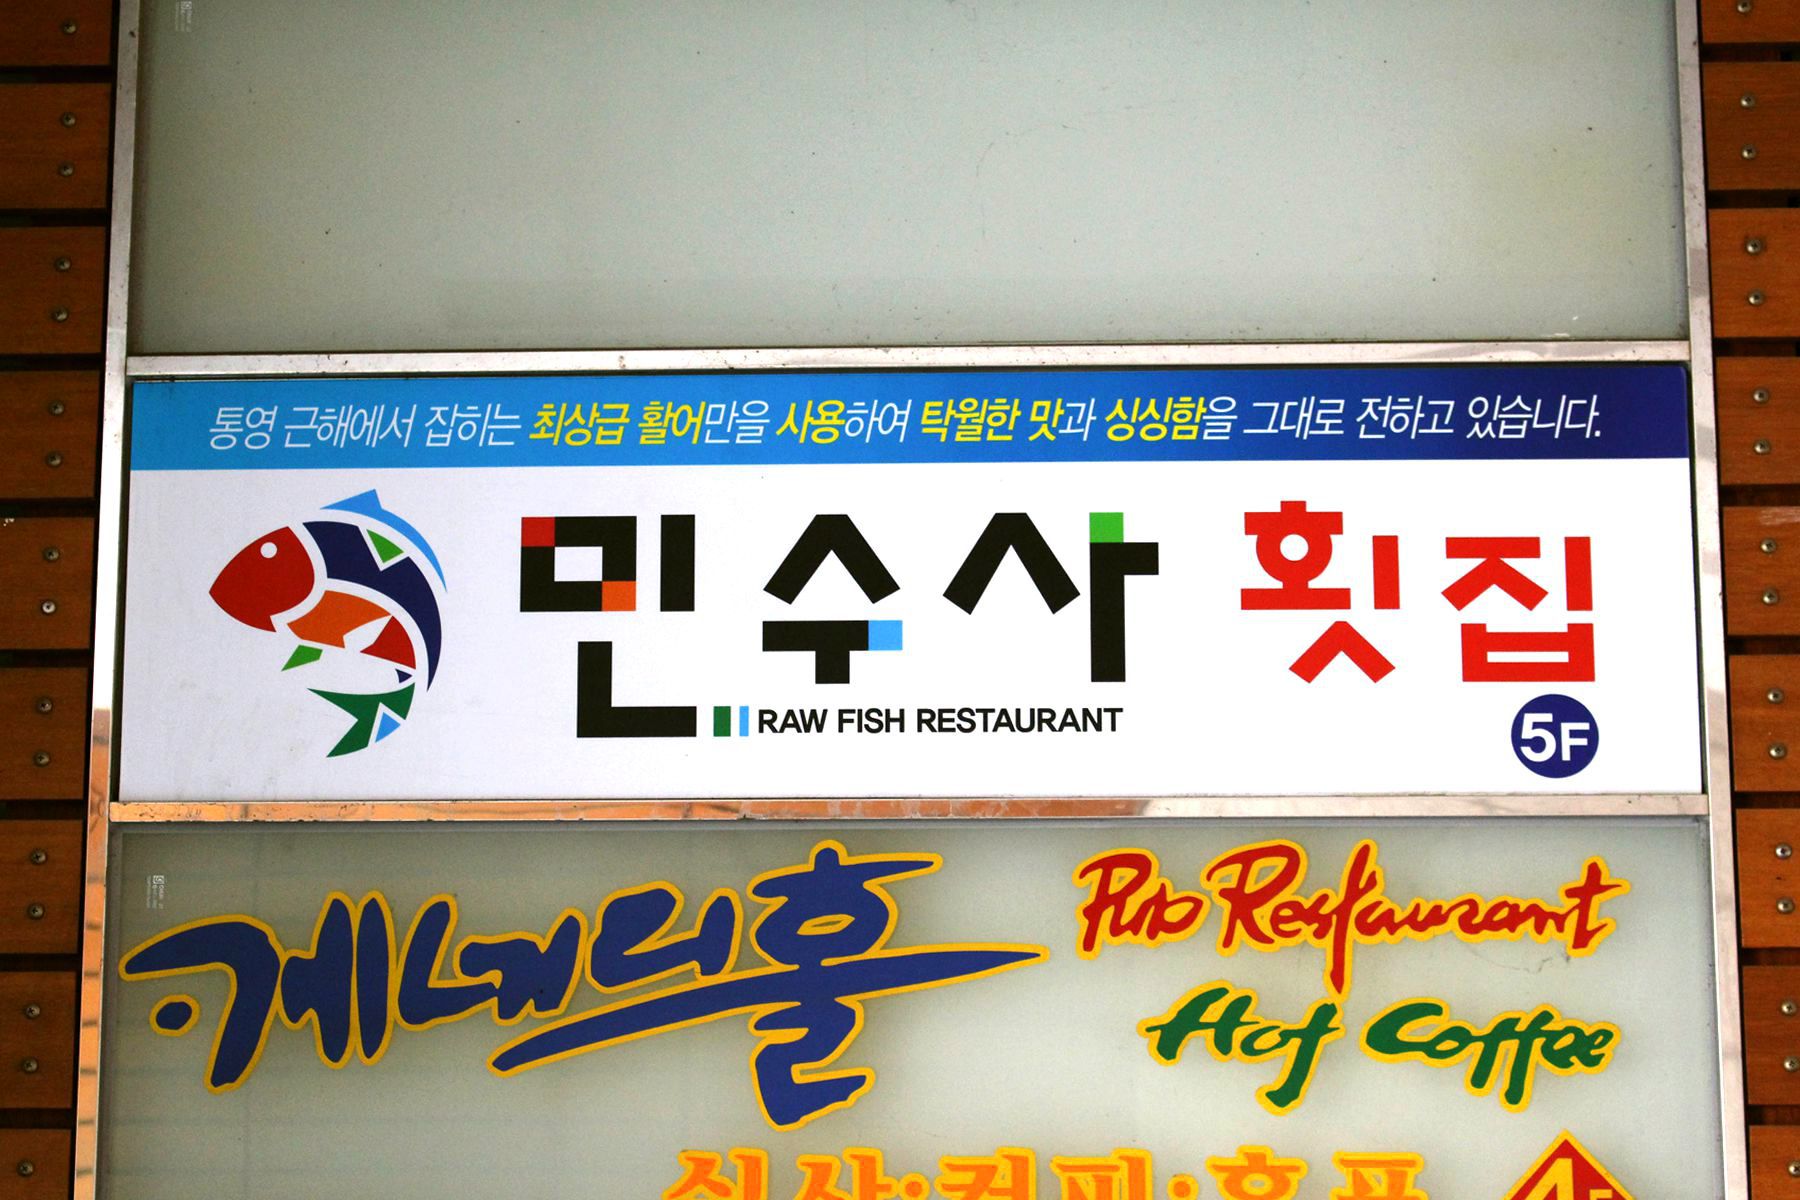 통영 근해에서 잡히는 최상급 활어만을 사용하여 탁월한 맛과 싱싱함을 그대로 전하고 있습니다.
민수사 횟집
RAW FISH RESTAURANT
5F
게네리홀
Pub Restaurant
Hof Coffee